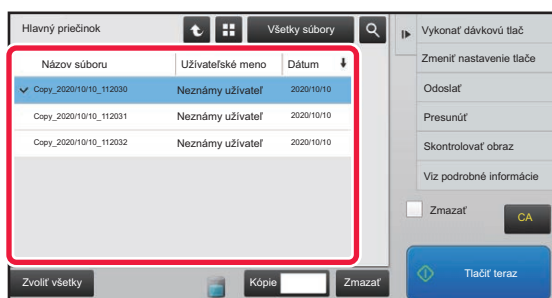 Hlavný priečinok
Všetky súbory
Názov súboru Užívateľské meno Dátum
Copy_2020/10/10_112030 Neznámy užívateľ 2020/10/10
Copy_2020/10/10_112031 Neznámy užívateľ 2020/10/10
Copy_2020/10/10_112032 Neznámy užívateľ 2020/10/10
Zvoliť všetky
Kópie
Zmazať
Vykonať dávkovú tlač
Zmeniť nastavenie tlače
Odoslať
Presunúť
Skontrolovať obraz
Viz podrobné informácie
Zmazať
CA
Tlačiť teraz